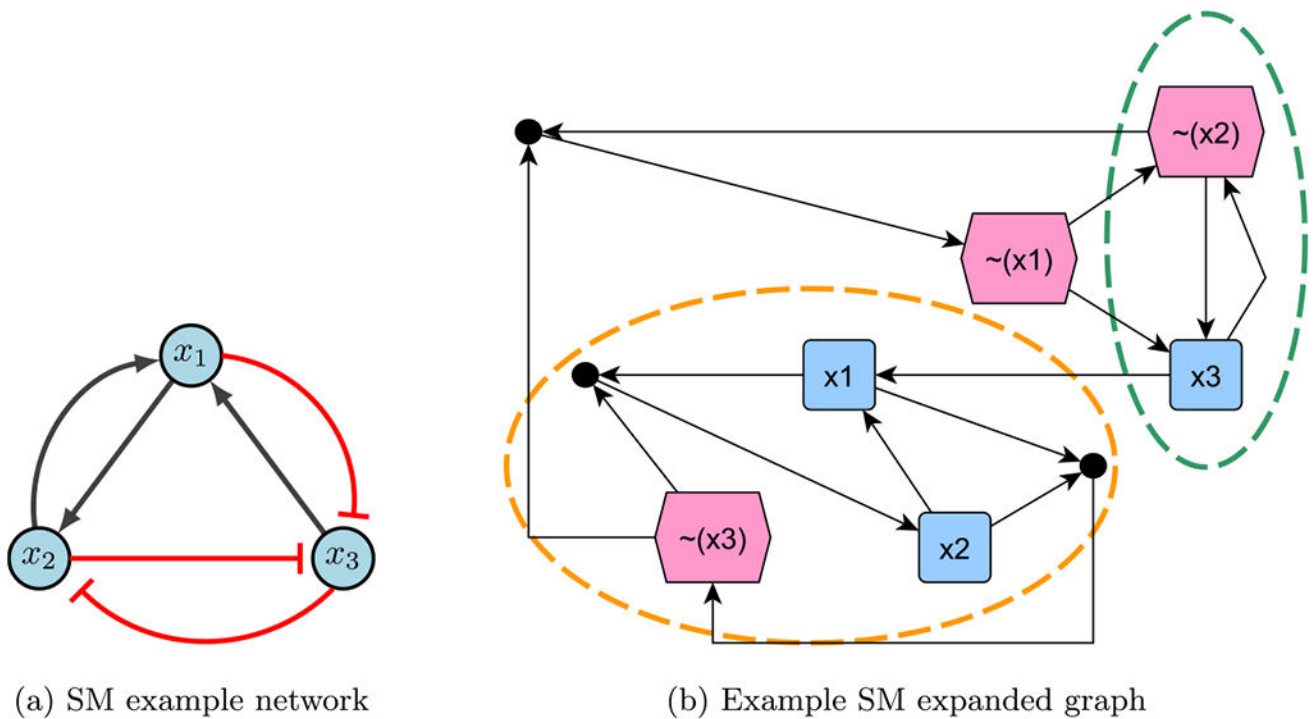 ~(x2)
~(x1)
x₁
x1
x3
~(x3)
x2
x₂
x₃
(a) SM example network
(b) Example SM expanded graph